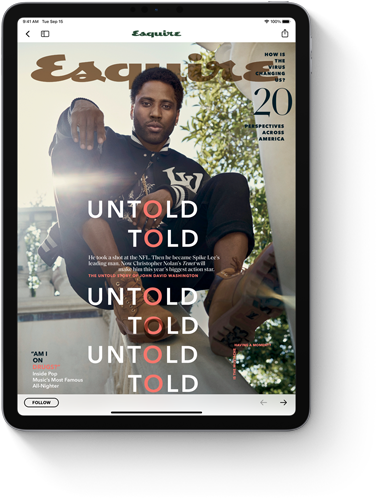 9:41 AM Tue Sep 15
100%
Esquire
Esquire
HOW IS
THE
VIRUS
CHANGING
US?
20
PERSPECTIVES
ACROSS
AMERICA
UNTOLD
TOLD
He took a shot at the NFL. Then he became Spike Lee's
leading man. Now Christopher Nolan's Tenet will
make him this year's biggest action star.
THE UNTOLD STORY OF JOHN DAVID WASHINGTON
UNTOLD
TOLD
UNTOLD
TOLD
"AM I
ON
Inside Pop
Music's Most Famous
All-Nighter
FOLLOW